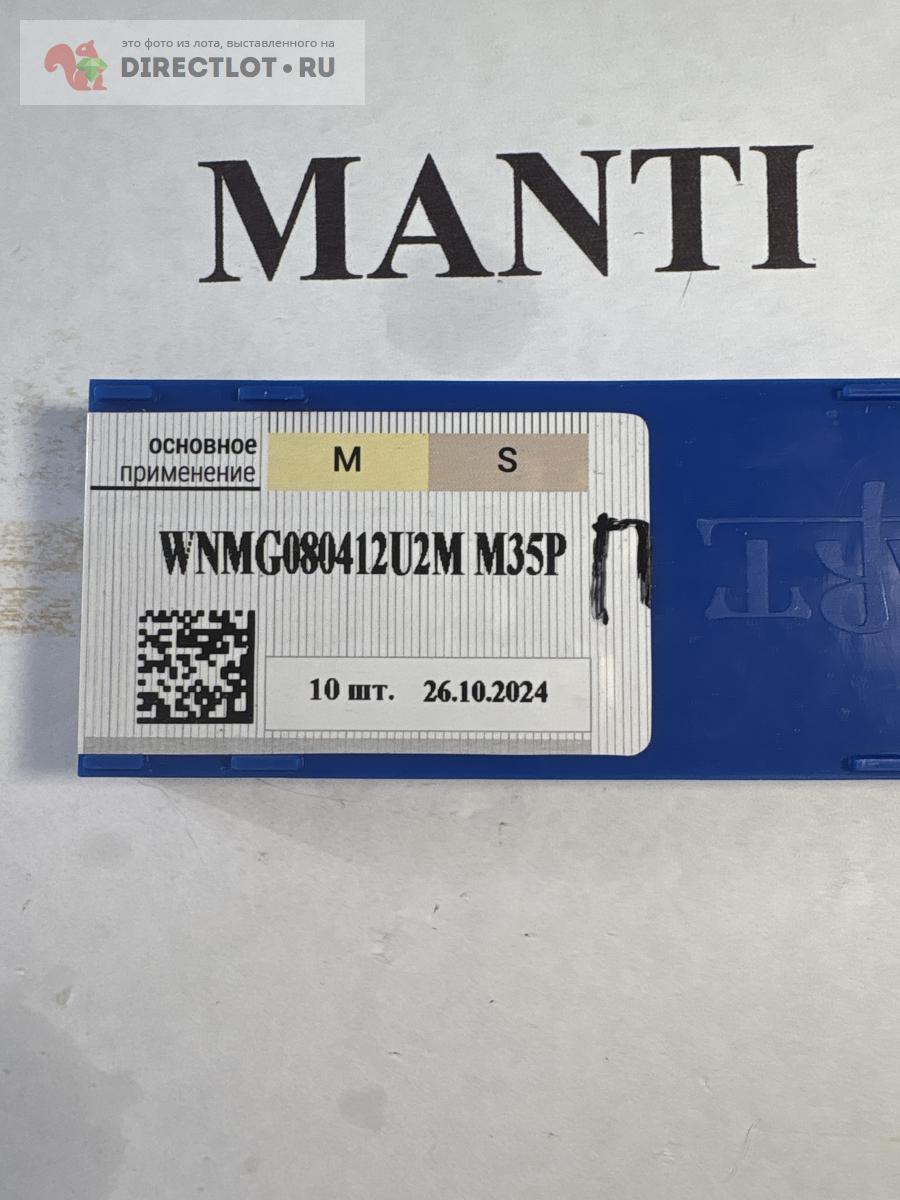 это фото из лота, выставленного на
DIRECTLOT•RU
MANTI
основное
применение
M S
WNMG080412U2M M35P
П
10 шт. 26.10.2024